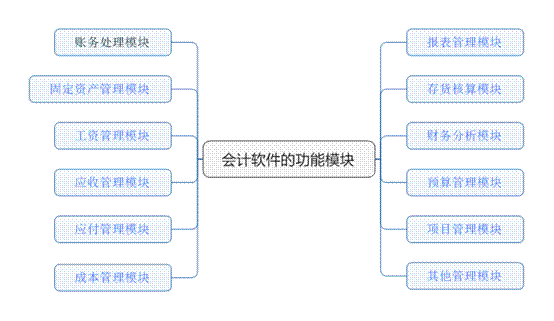 会计软件的功能模块
账务处理模块
固定资产管理模块
工资管理模块
应收管理模块
应付管理模块
成本管理模块
报表管理模块
存货核算模块
财务分析模块
预算管理模块
项目管理模块
其他管理模块